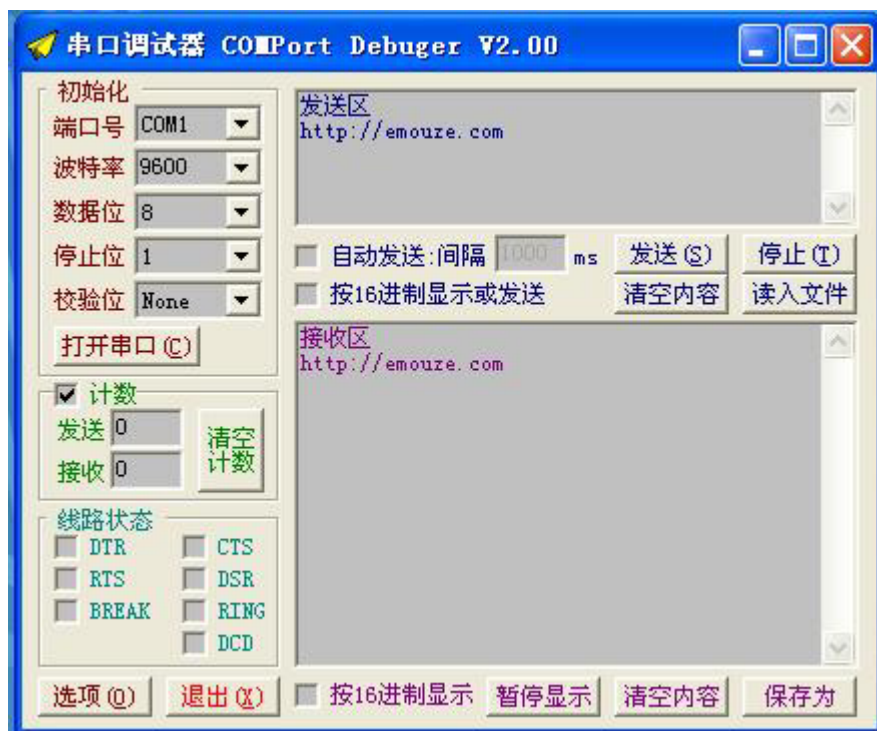 串口调试器 COMPort Debuger V2.00
初始化
端口号 COM1
波特率 9600
数据位 8
停止位 1
校验位 None
打开串口(C)
计数
发送 0
接收 0
清空
计数
线路状态
DTR CTS
RTS DSR
BREAK RING
DCD
选项(O) 退出(X)
发送区
http://emouze.com
自动发送:间隔 1000 ms 发送(S) 停止(T)
按16进制显示或发送 清空内容 读入文件
接收区
http://emouze.com
按16进制显示 暂停显示 清空内容 保存为